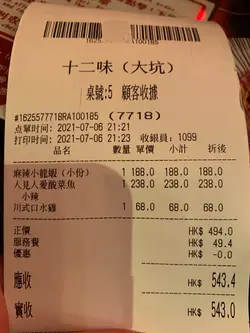 1625577718RA100185
十二味（大坑）
桌號:5 顧客收據
#1625577718RA100185 (7718)
点單时间: 2021-07-06 21:21
打印时间: 2021-07-06 21:23 收銀員: 1099
品名 數量 單價 小計 折後
麻辣小龍蝦（小份） 1 188.0 188.0 188.0
人見人愛酸菜魚 1 238.0 238.0 238.0
小辣
川式口水雞 1 68.0 68.0 68.0
正價 HK$ 494.0
服務費 HK$ 49.4
優惠 HK$ -0.0
應收 HK$ 543.4
實收 HK$ 543.0